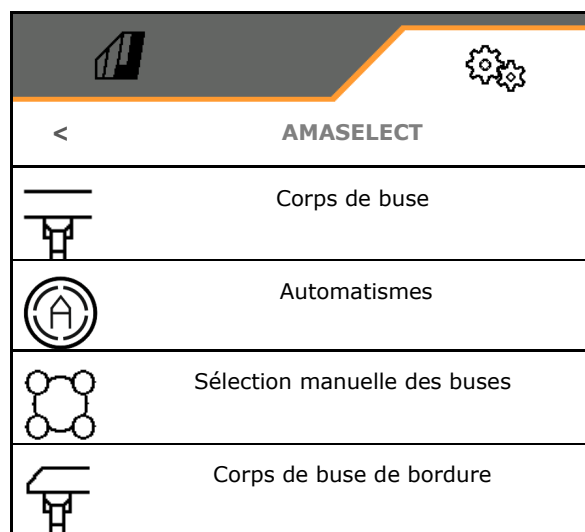 < AMASELECT
Corps de buse
Automatismes
Sélection manuelle des buses
Corps de buse de bordure